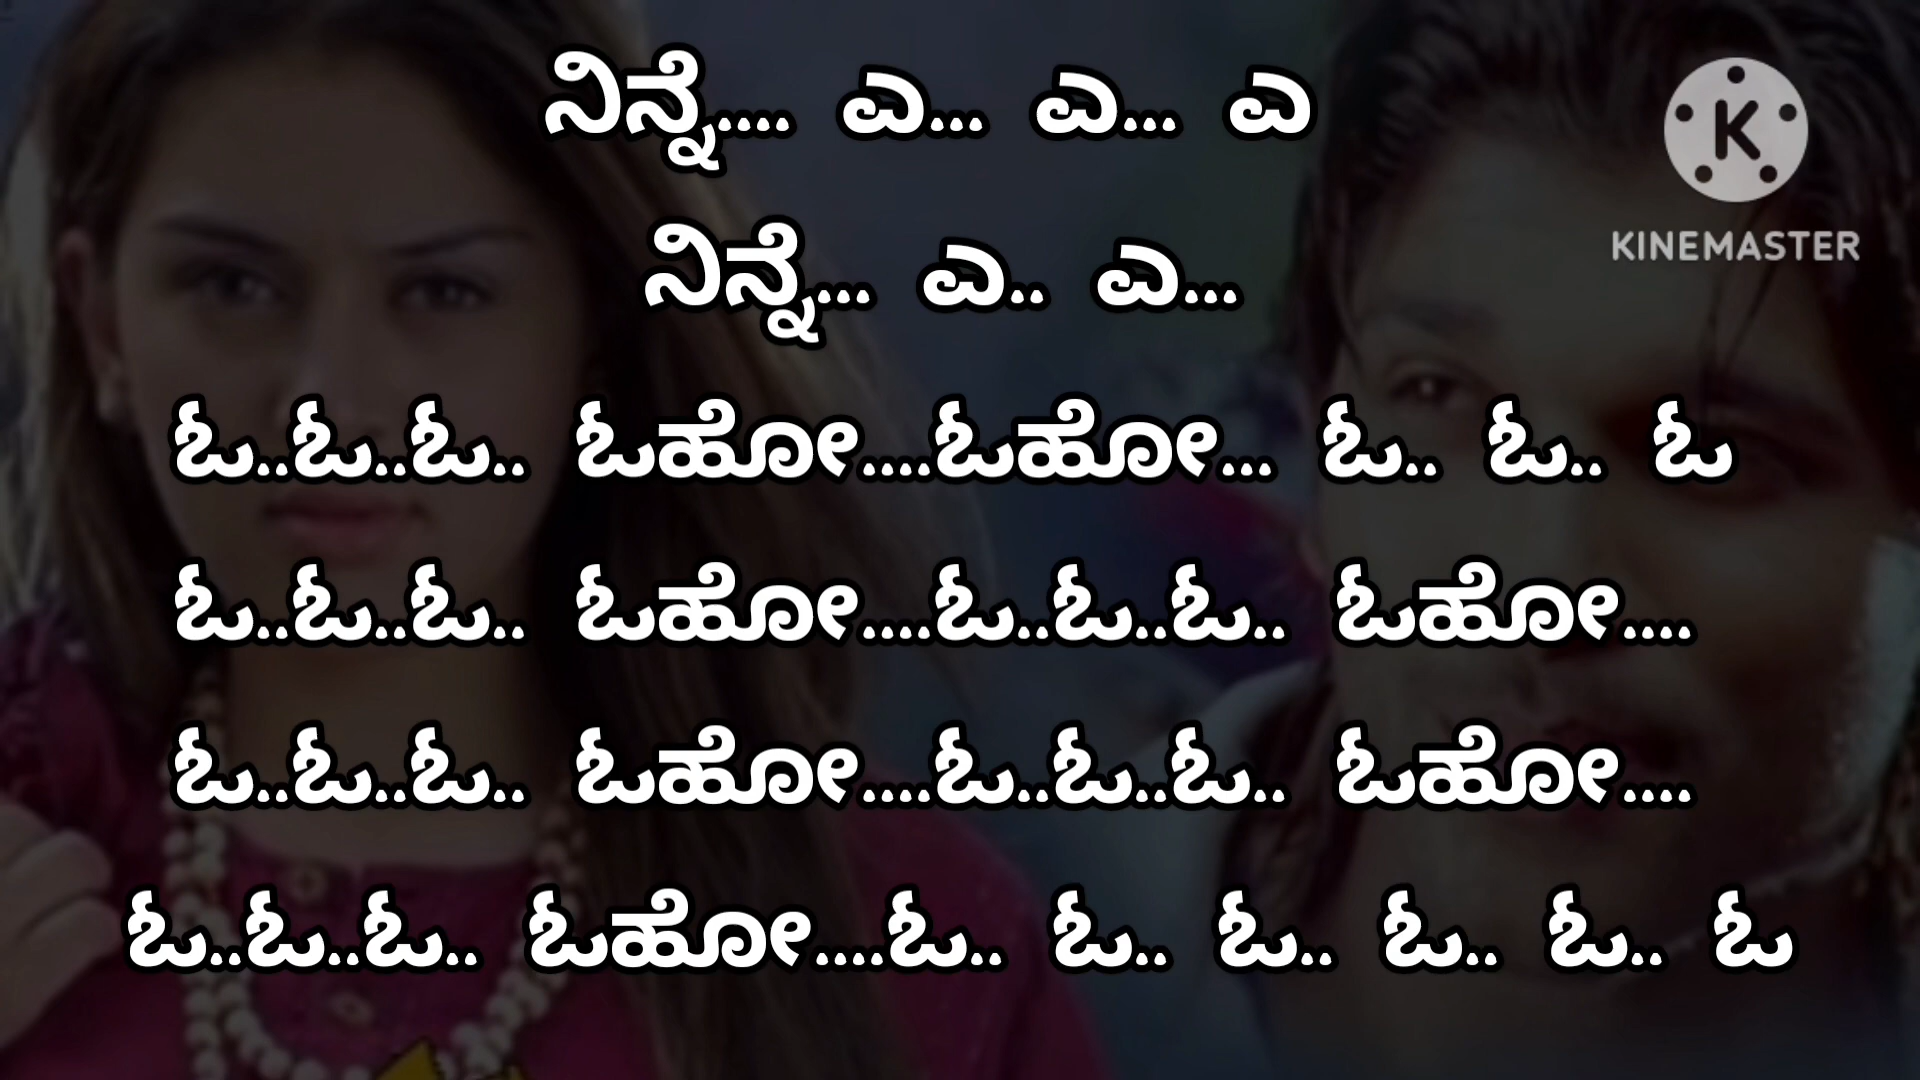 ನಿನ್ನೆ.... ಎ... ಎ... ಎ
ನಿನ್ನೆ... ಎ.. ಎ...
ಓ..ಓ..ಓ.. ಓಹೋ....ಓಹೋ... ಓ.. ಓ.. ಓ
ಓ..ಓ..ಓ.. ಓಹೋ....ಓ..ಓ..ಓ.. ಓಹೋ....
ಓ..ಓ..ಓ.. ಓಹೋ....ಓ..ಓ..ಓ.. ಓಹೋ....
ಓ..ಓ..ಓ.. ಓಹೋ....ಓ.. ಓ.. ಓ.. ಓ.. ಓ.. ಓ
K
KINEMASTER